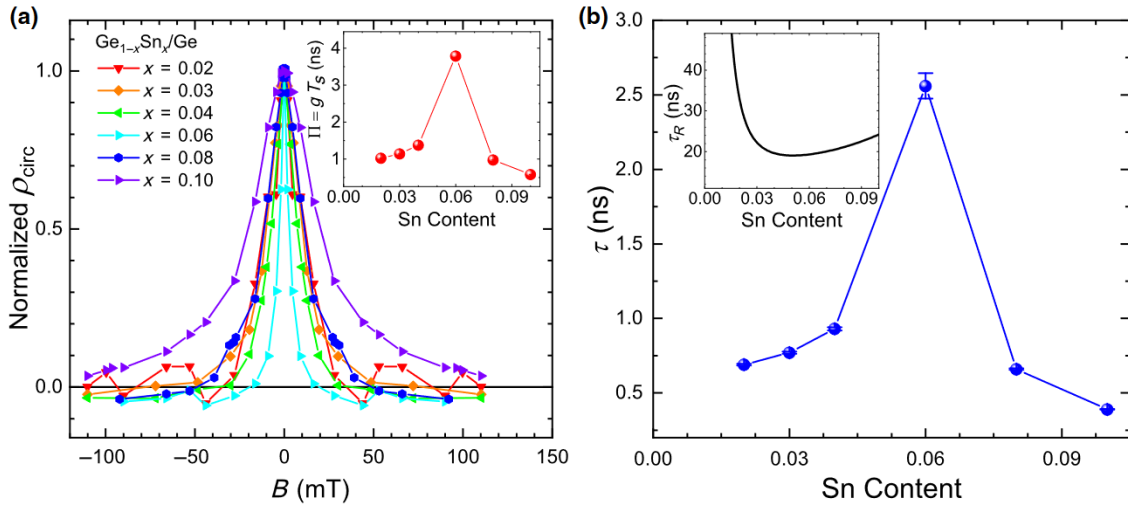 (a)
Ge1−xSnx/Ge
x = 0.02
x = 0.03
x = 0.04
x = 0.06
x = 0.08
x = 0.10
Normalized ρcirc
1.0
0.5
0.0
−100 −50 0 50 100 150
B (mT)
Π = g TS (ns)
4
3
2
1
0.03 0.06 0.09
Sn Content
(b)
τ (ns)
3.0
2.5
2.0
1.5
1.0
0.5
0.00 0.03 0.06 0.09
Sn Content
τR (ns)
40
30
20
0.00 0.03 0.06 0.09
Sn Content